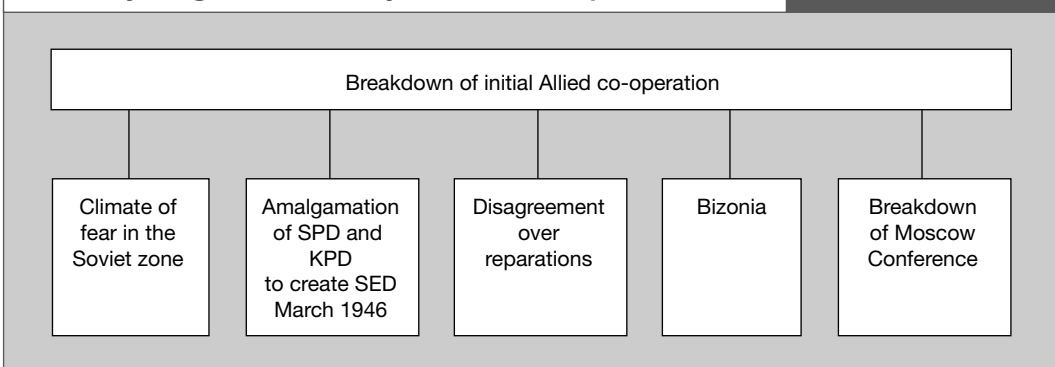 Breakdown of initial Allied co-operation
Climate of
fear in the
Soviet zone
Amalgamation
of SPD and
KPD
to create SED
March 1946
Disagreement
over
reparations
Bizonia
Breakdown
of Moscow
Conference